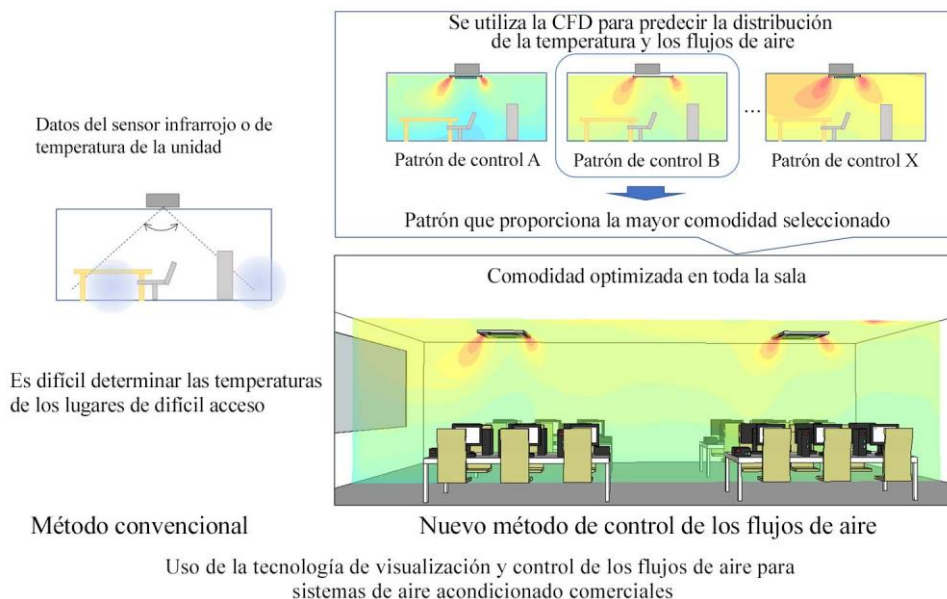 Datos del sensor infrarrojo o de
temperatura de la unidad
Es difícil determinar las temperaturas
de los lugares de difícil acceso
Método convencional
Se utiliza la CFD para predecir la distribución
de la temperatura y los flujos de aire
...
Patrón de control A
Patrón de control B
Patrón de control X
Patrón que proporciona la mayor comodidad seleccionado
Comodidad optimizada en toda la sala
Nuevo método de control de los flujos de aire
Uso de la tecnología de visualización y control de los flujos de aire para
sistemas de aire acondicionado comerciales